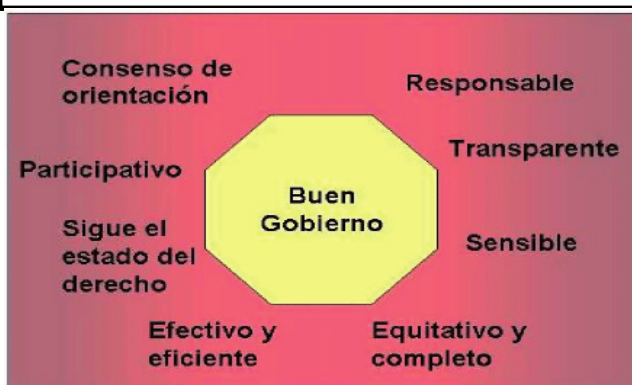 Consenso de
orientación
Responsable
Transparente
Participativo
Buen
Gobierno
Sigue el
estado del
derecho
Sensible
Efectivo y
eficiente
Equitativo y
completo